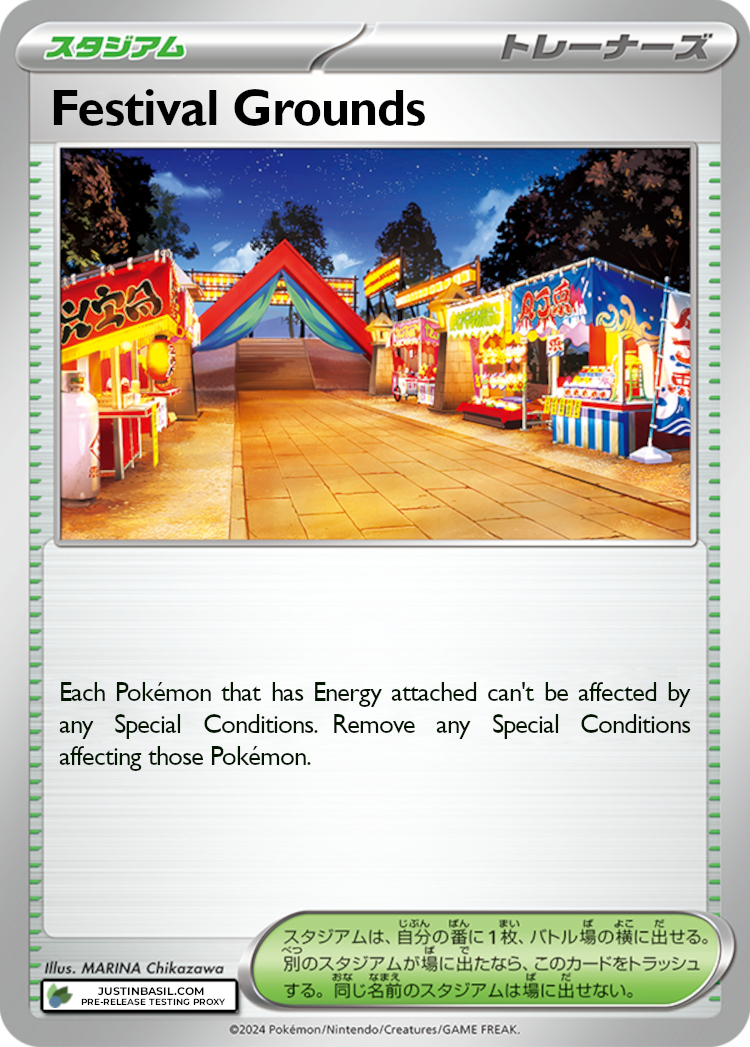 スタジアム トレーナーズ
Festival Grounds
Each Pokémon that has Energy attached can't be affected by
any Special Conditions. Remove any Special Conditions
affecting those Pokémon.
スタジアムは、自分の番に1枚、バトル場の横に出せる。
別のスタジアムが場に出たなら、このカードをトラッシュ
する。同じ名前のスタジアムは場に出せない。
Illus. MARINA Chikazawa
JUSTINBASIL.COM
PRE-RELEASE TESTING PROXY
©2024 Pokémon/Nintendo/Creatures/GAME FREAK.